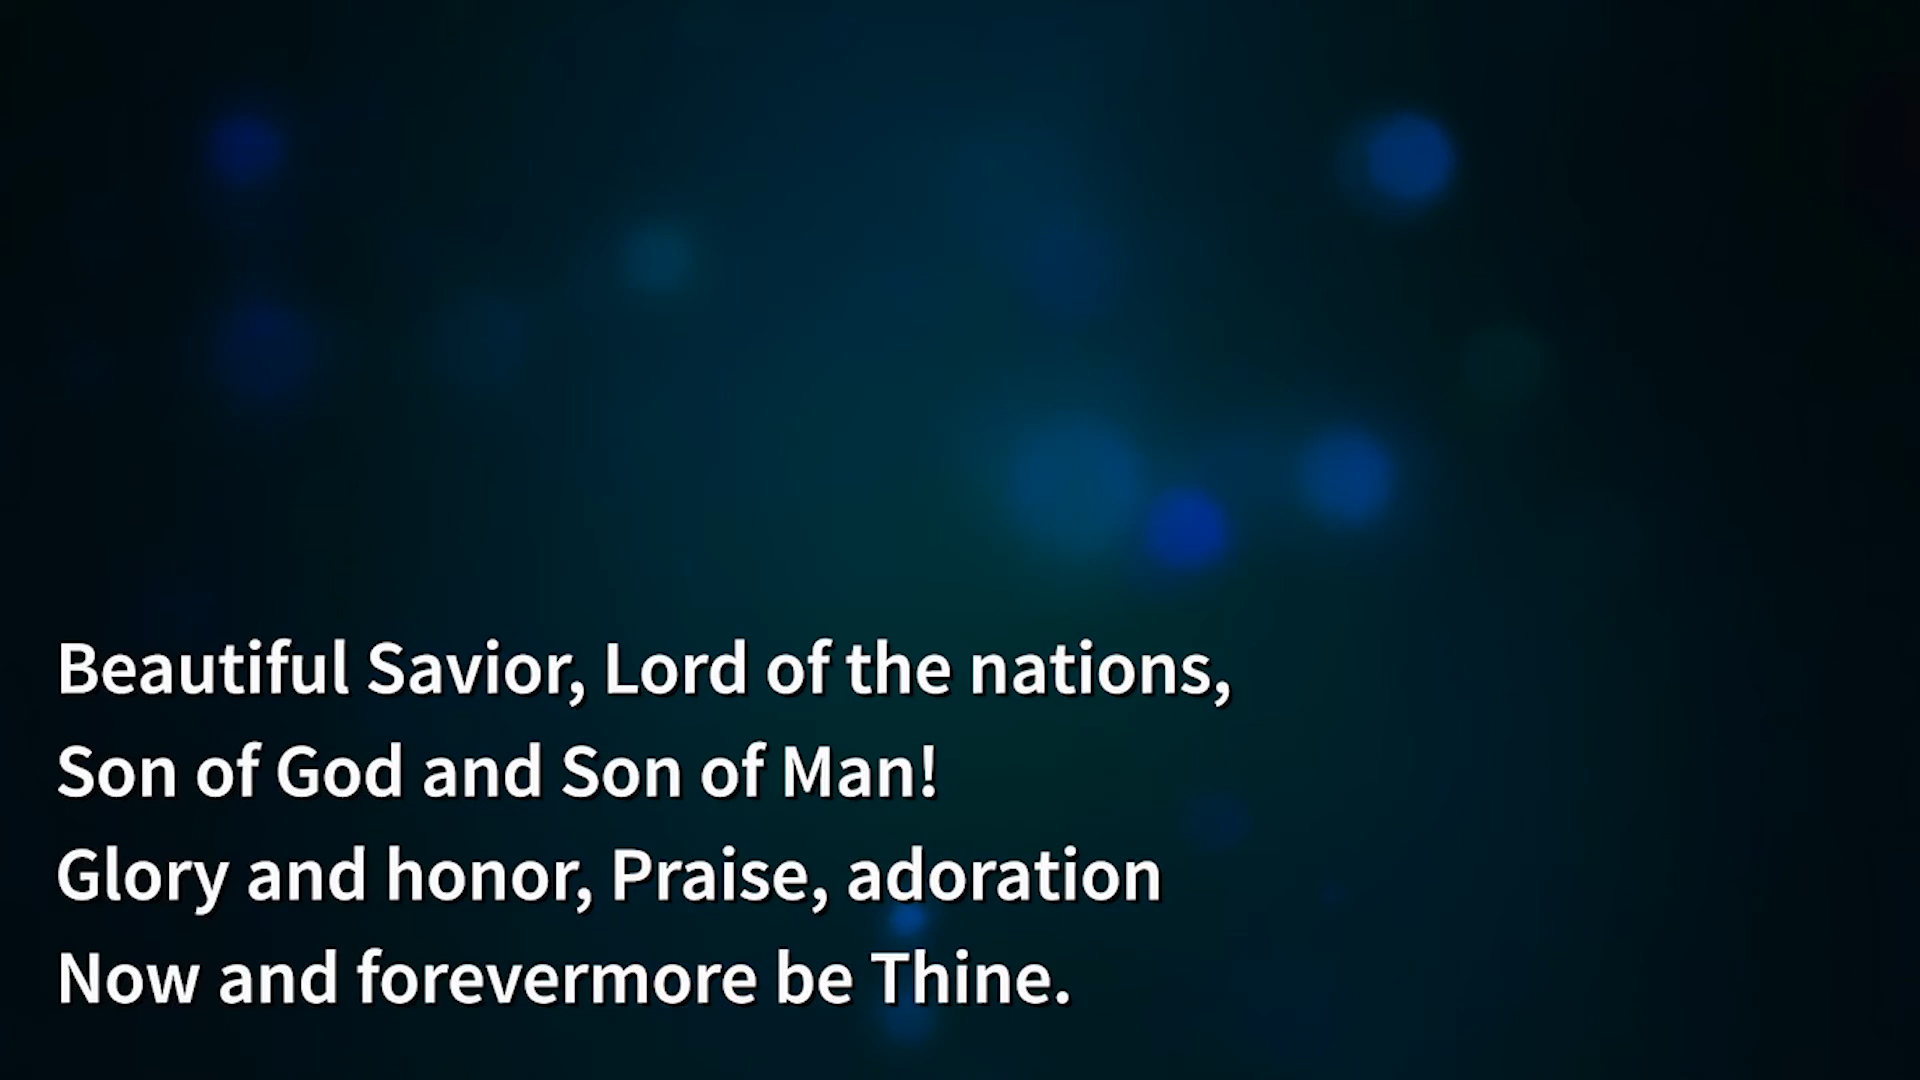 Beautiful Savior, Lord of the nations,
Son of God and Son of Man!
Glory and honor, Praise, adoration
Now and forevermore be Thine.